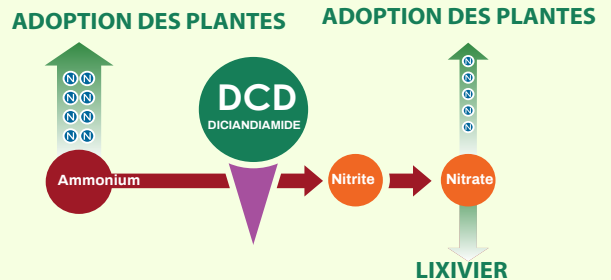 ADOPTION DES PLANTES
ADOPTION DES PLANTES
N N
N N
N N
N N
N
N
N
N
N
DCD
DICIANDIAMIDE
Ammonium
Nitrite
Nitrate
LIXIVIER